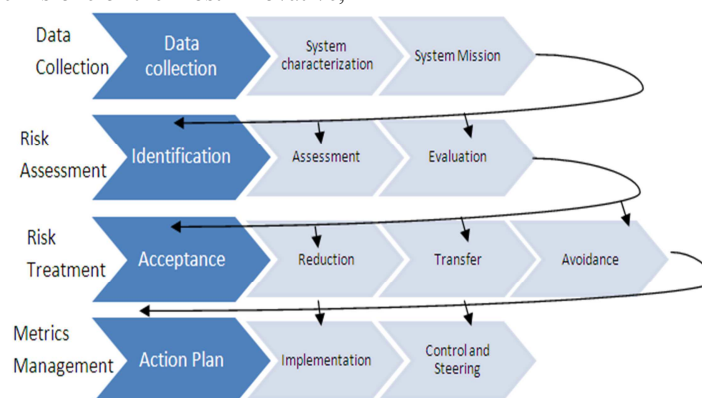 Data
Collection
Data
collection
System
characterization
System Mission
Risk
Assessment
Identification
Assessment
Evaluation
Risk
Treatment
Acceptance
Reduction
Transfer
Avoidance
Metrics
Management
Action Plan
Implementation
Control and
Steering